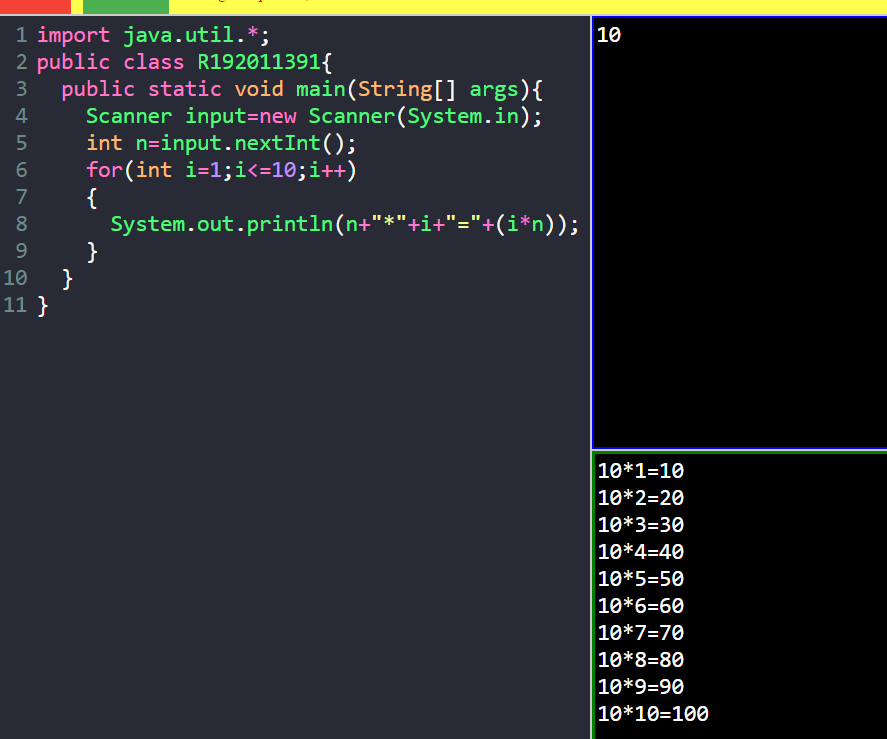 1 import java.util.*;
2 public class R192011391{
3 public static void main(String[] args){
4 Scanner input=new Scanner(System.in);
5 int n=input.nextInt();
6 for(int i=1;i<=10;i++)
7 {
8 System.out.println(n+"*"+i+"="+(i*n));
9 }
10 }
11 }
10
10*1=10
10*2=20
10*3=30
10*4=40
10*5=50
10*6=60
10*7=70
10*8=80
10*9=90
10*10=100